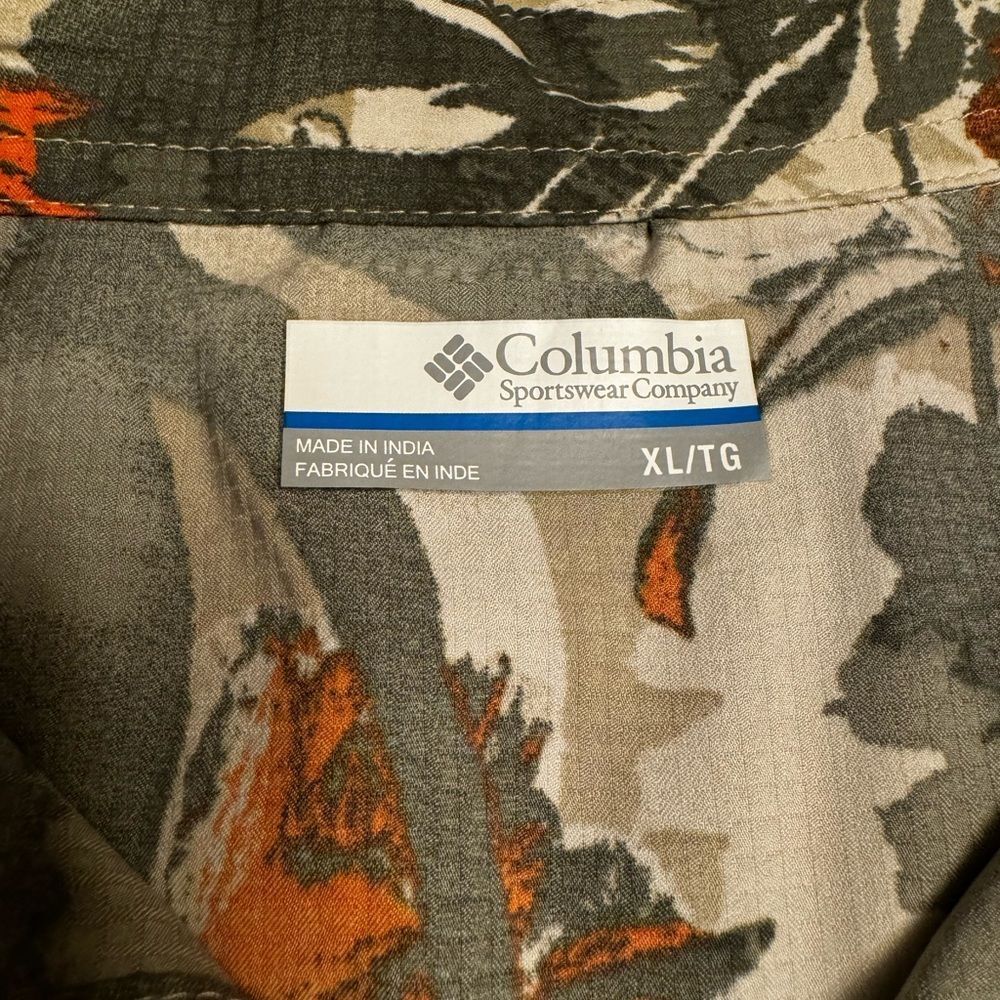 Columbia
Sportswear Company
MADE IN INDIA
FABRIQUÉ EN INDE
XL/TG